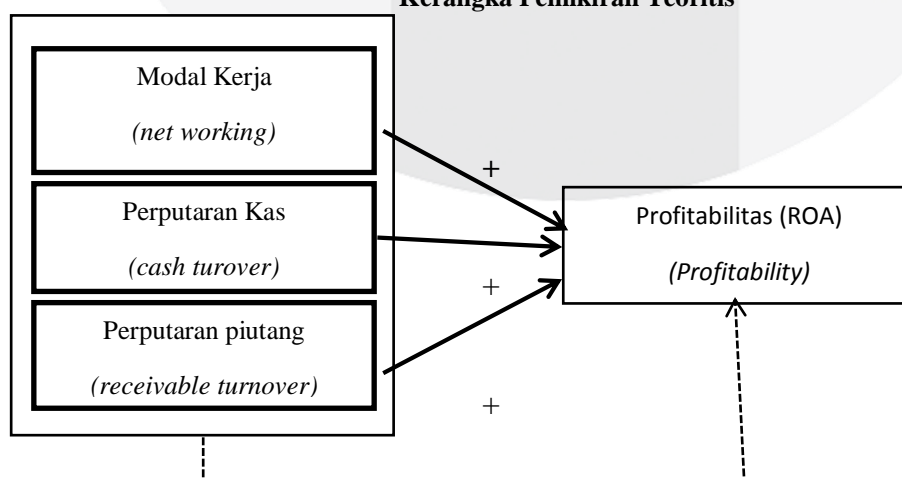 Kerangka Pemikiran Teoritis
Modal Kerja
(net working)
Perputaran Kas
(cash turover)
Perputaran piutang
(receivable turnover)
+
+
+
Profitabilitas (ROA)
(Profitability)